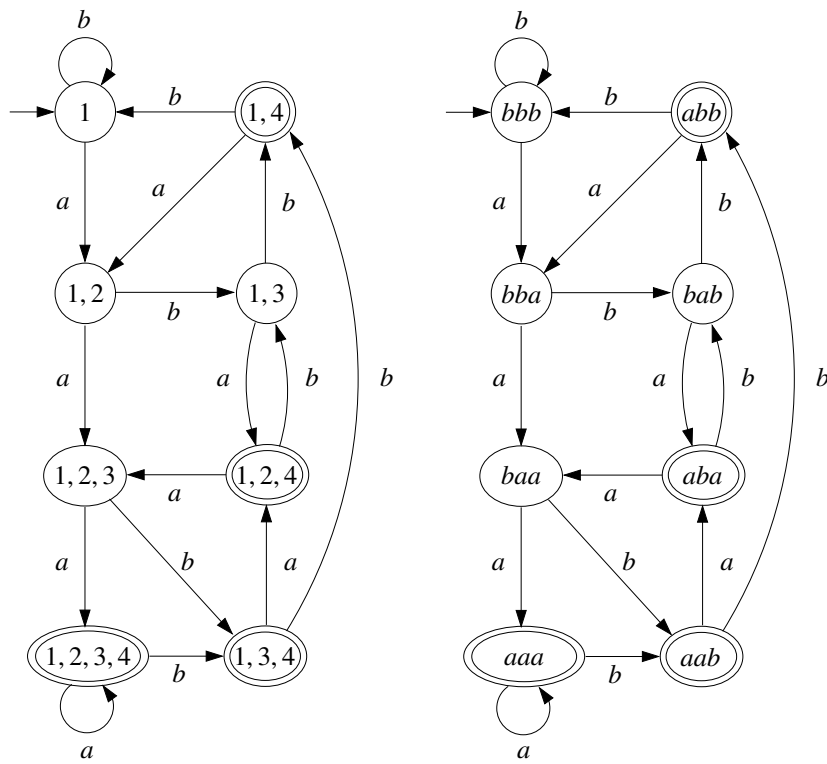 b b
1 b 1, 4 bbb b abb
a a b a a b
1, 2 b 1, 3 bba b bab
a a b b a a b b
1, 2, 3 a 1, 2, 4 baa a aba
a b a a b a
1, 2, 3, 4 b 1, 3, 4 aaa b aab
a a